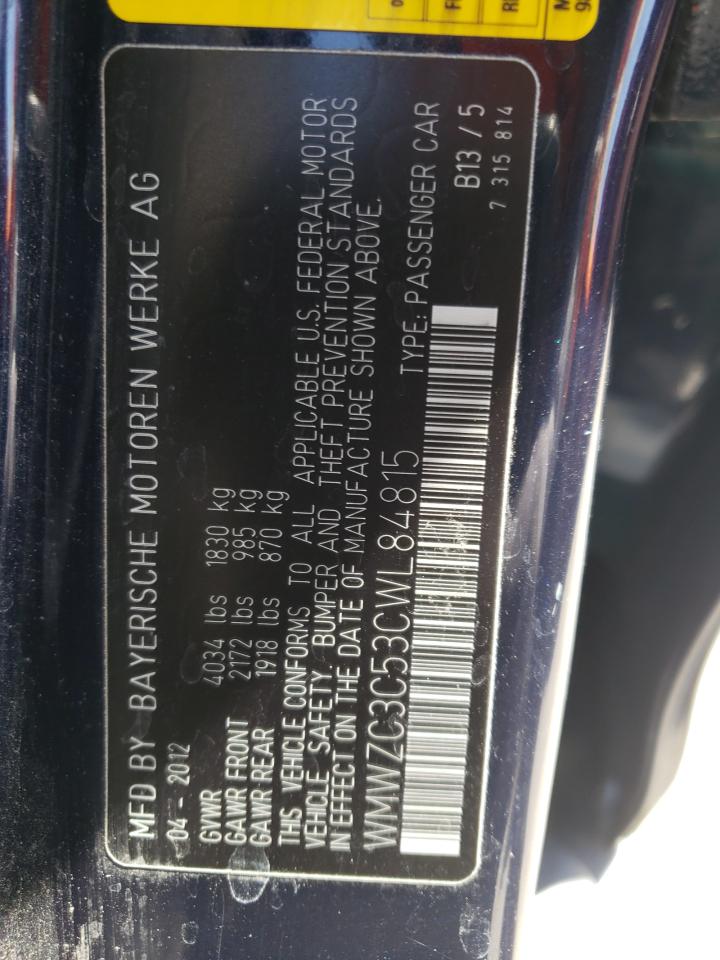 MFD BY BAYERISCHE MOTOREN WERKE AG
04 - 2012
GVWR 4034 lbs 1830 kg
GAWR FRONT 2172 lbs 985 kg
GAWR REAR 1918 lbs 870 kg
THIS VEHICLE CONFORMS TO ALL APPLICABLE U.S. FEDERAL MOTOR
VEHICLE SAFETY, BUMPER AND THEFT PREVENTION STANDARDS
IN EFFECT ON THE DATE OF MANUFACTURE SHOWN ABOVE.
WMWZC3C53CWL84815 TYPE: PASSENGER CAR
B13 / 5
7 315 814